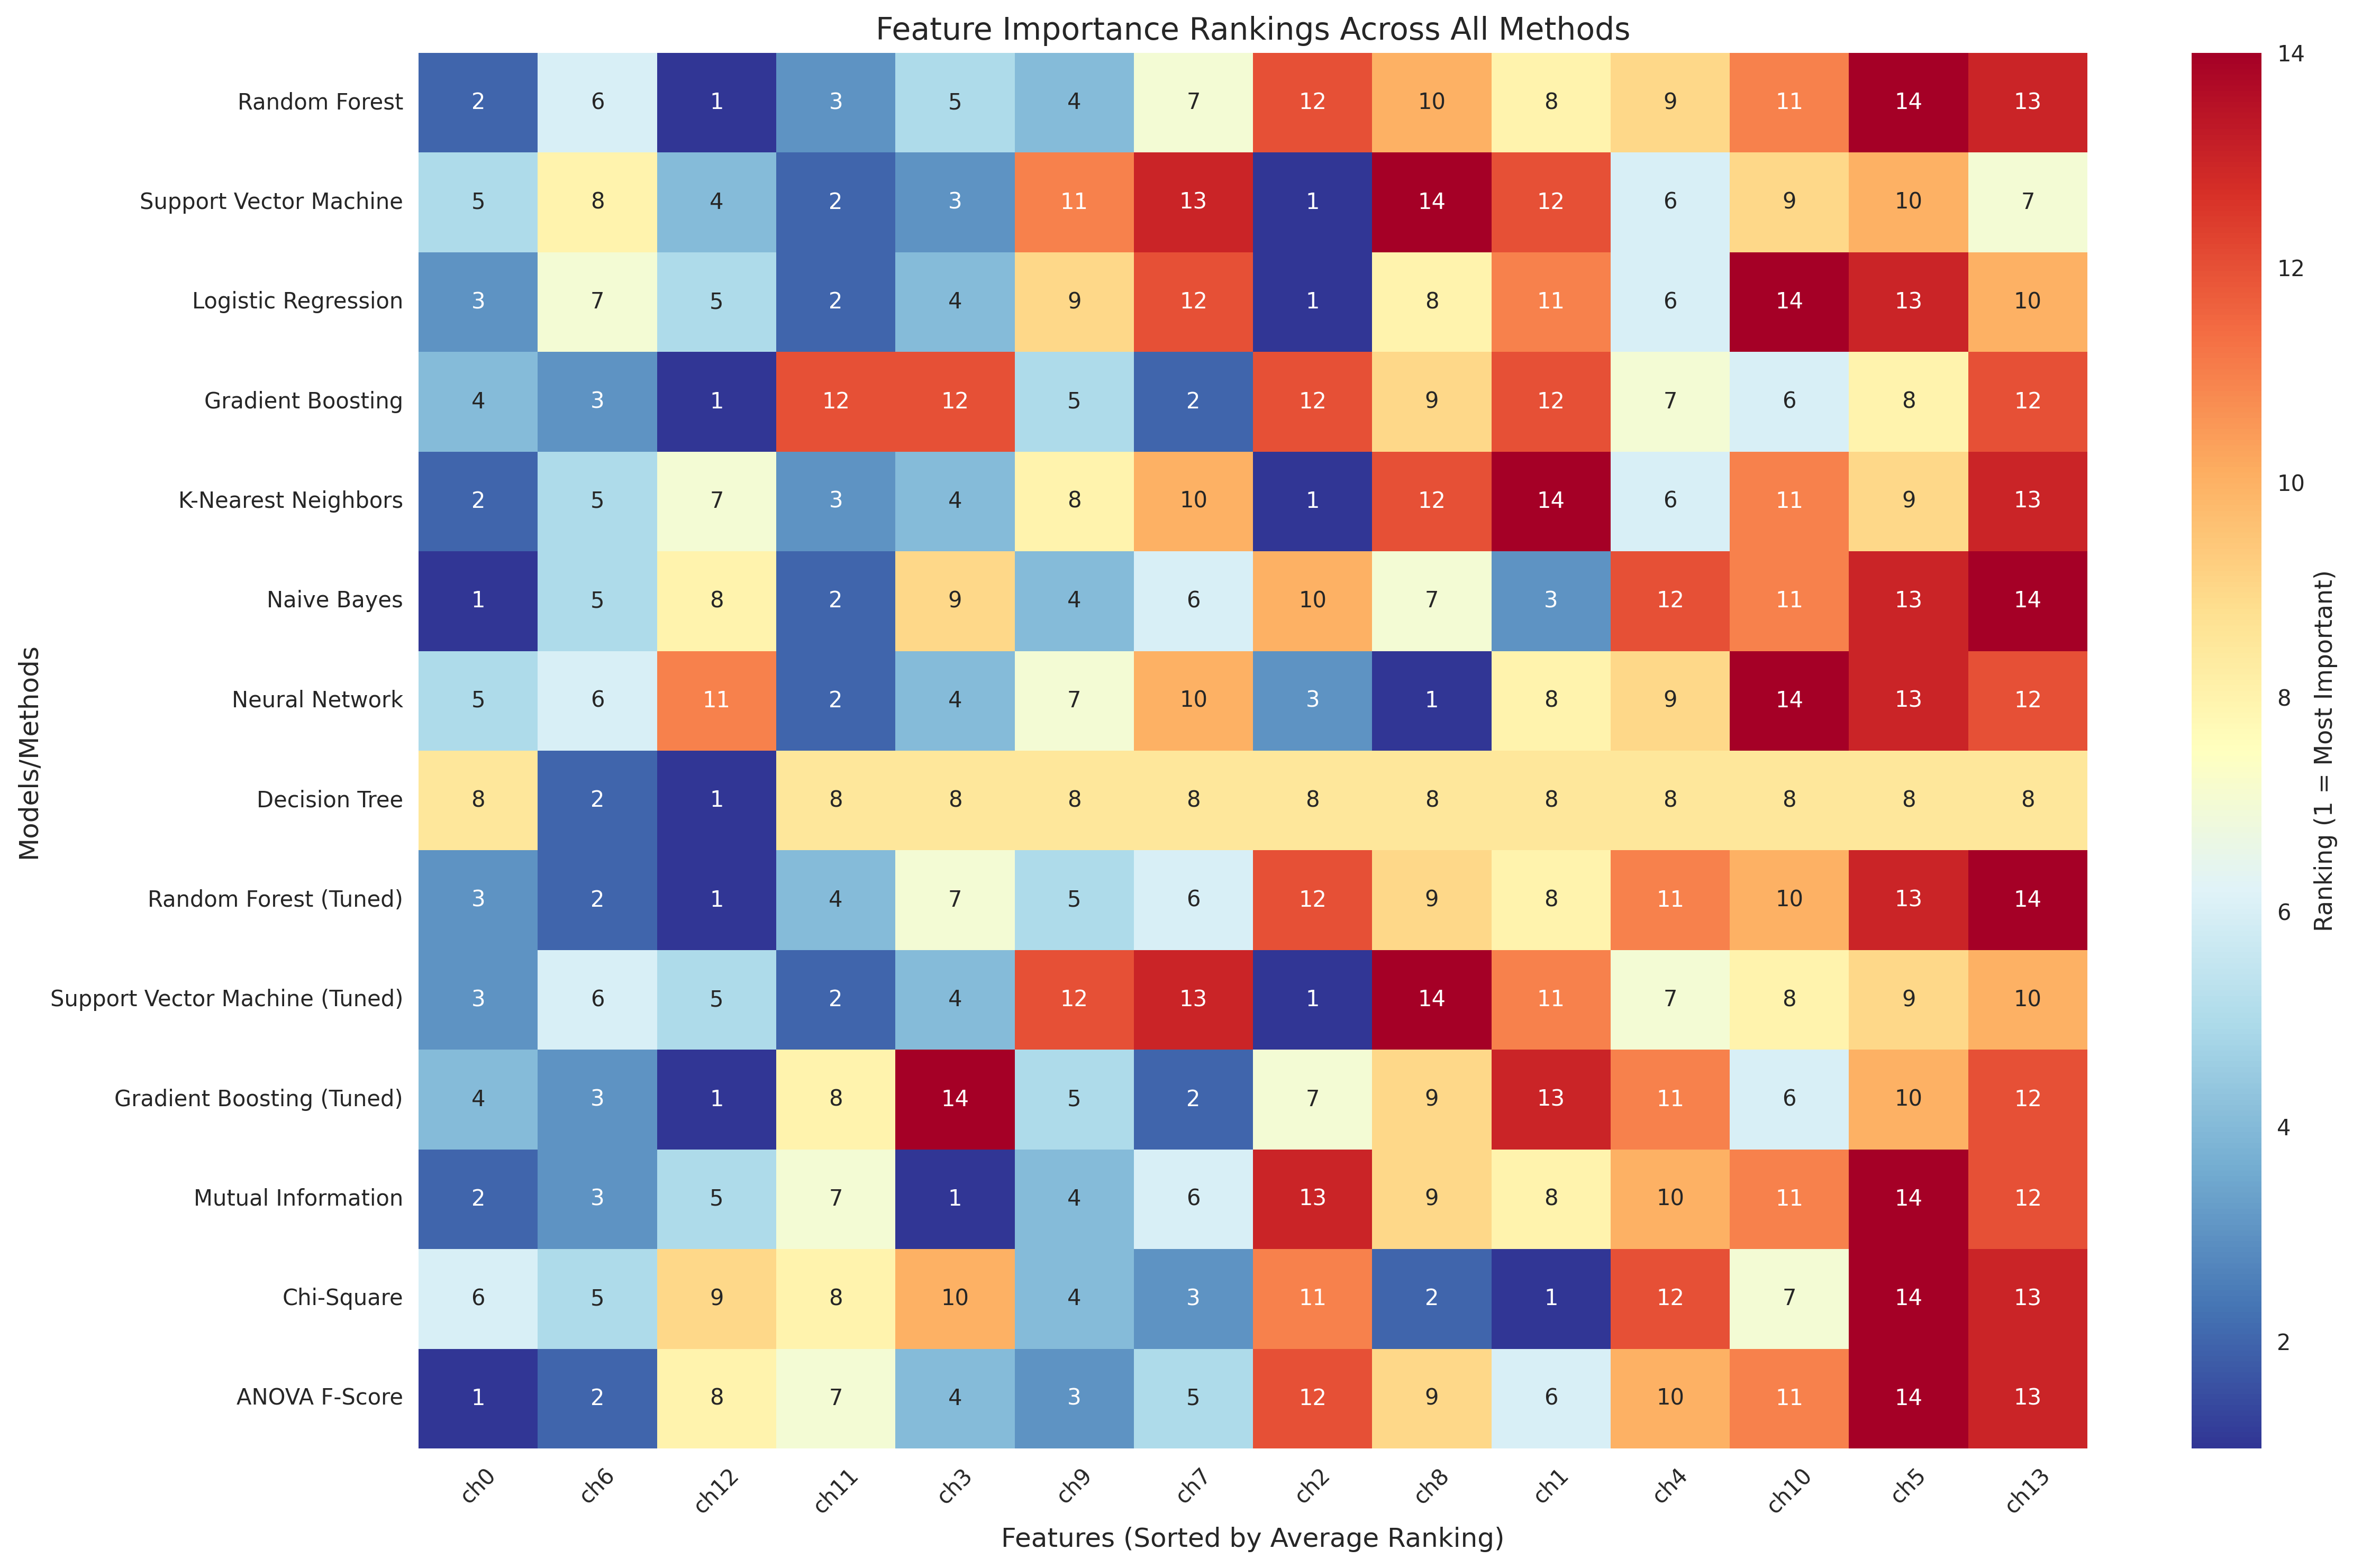 Feature Importance Rankings Across All Methods
Random Forest 2 6 1 3 5 4 7 12 10 8 9 11 14 13
Support Vector Machine 5 8 4 2 3 11 13 1 14 12 6 9 10 7
Logistic Regression 3 7 5 2 4 9 12 1 8 11 6 14 13 10
Gradient Boosting 4 3 1 12 12 5 2 12 9 12 7 6 8 12
K-Nearest Neighbors 2 5 7 3 4 8 10 1 12 14 6 11 9 13
Naive Bayes 1 5 8 2 9 4 6 10 7 3 12 11 13 14
Neural Network 5 6 11 2 4 7 10 3 1 8 9 14 13 12
Decision Tree 8 2 1 8 8 8 8 8 8 8 8 8 8 8
Random Forest (Tuned) 3 2 1 4 7 5 6 12 9 8 11 10 13 14
Support Vector Machine (Tuned) 3 6 5 2 4 12 13 1 14 11 7 8 9 10
Gradient Boosting (Tuned) 4 3 1 8 14 5 2 7 9 13 11 6 10 12
Mutual Information 2 3 5 7 1 4 6 13 9 8 10 11 14 12
Chi-Square 6 5 9 8 10 4 3 11 2 1 12 7 14 13
ANOVA F-Score 1 2 8 7 4 3 5 12 9 6 10 11 14 13
ch0 ch6 ch12 ch11 ch3 ch9 ch7 ch2 ch8 ch1 ch4 ch10 ch5 ch13
Features (Sorted by Average Ranking)
Models/Methods
14
12
10
8
6
4
2
Ranking (1 = Most Important)